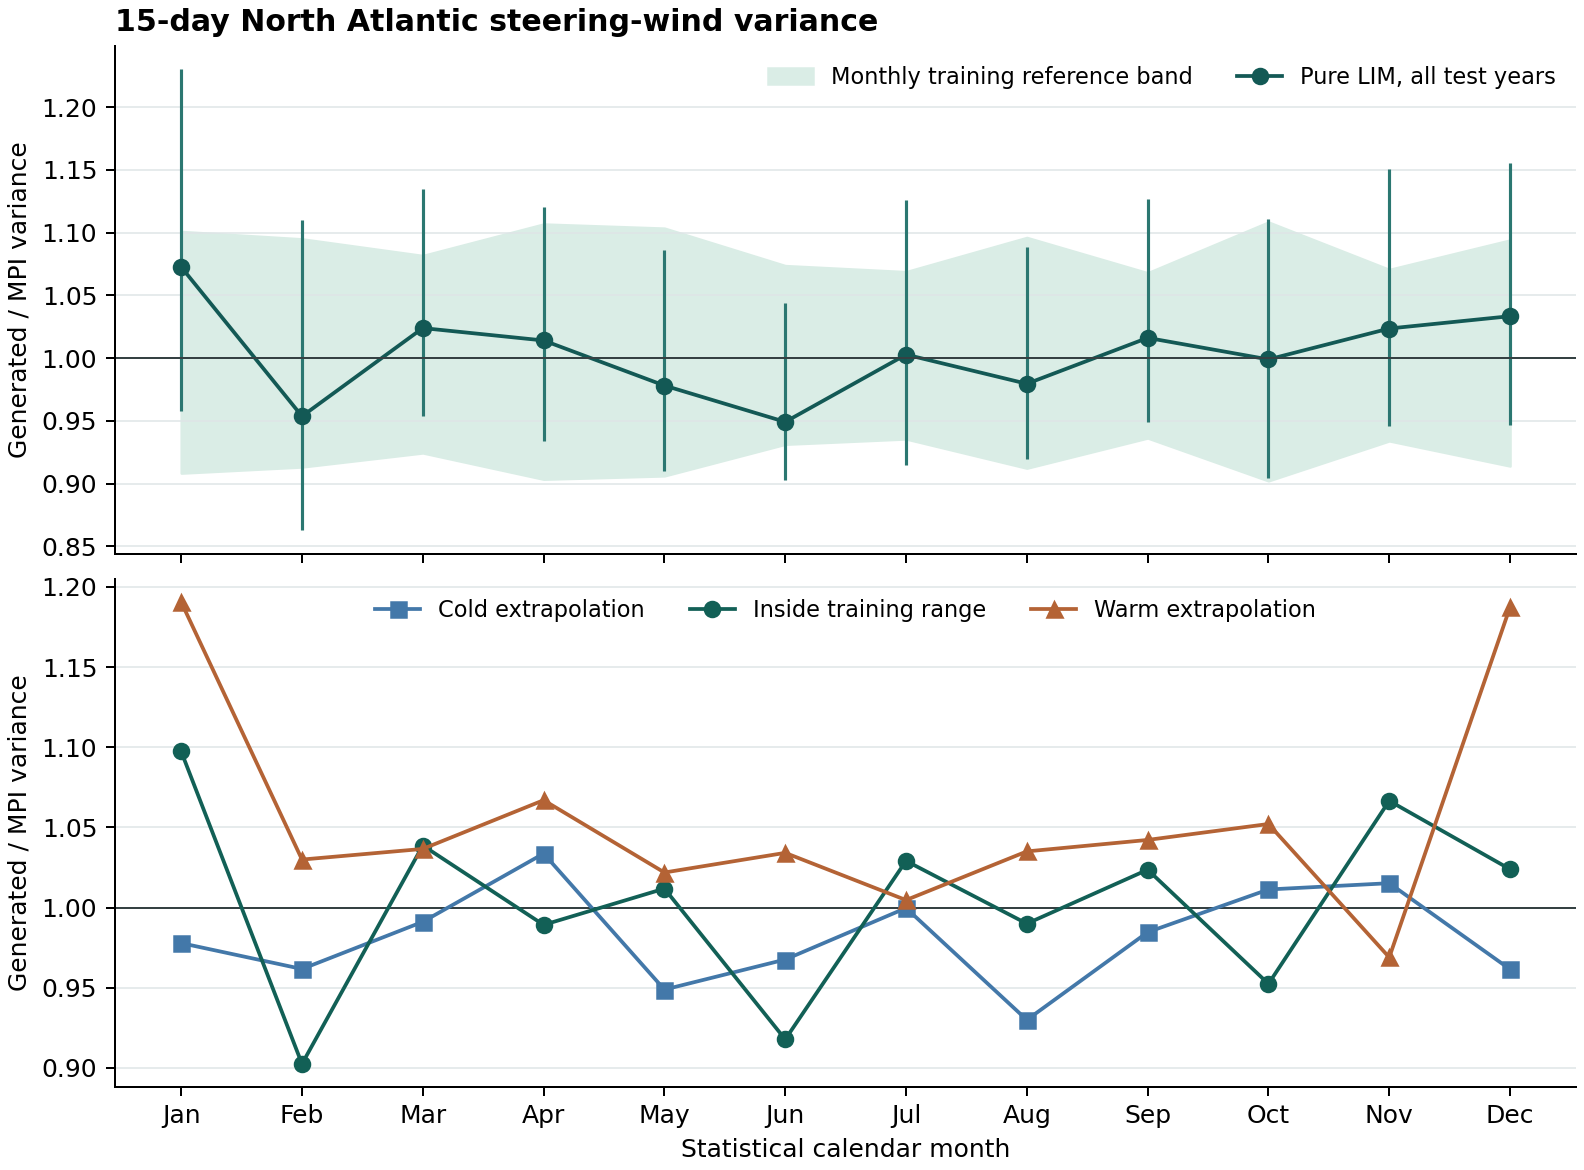 15-day North Atlantic steering-wind variance
Monthly training reference band
Pure LIM, all test years
Generated / MPI variance
1.20
1.15
1.10
1.05
1.00
0.95
0.90
0.85
Cold extrapolation
Inside training range
Warm extrapolation
Generated / MPI variance
1.20
1.15
1.10
1.05
1.00
0.95
0.90
Jan Feb Mar Apr May Jun Jul Aug Sep Oct Nov Dec
Statistical calendar month